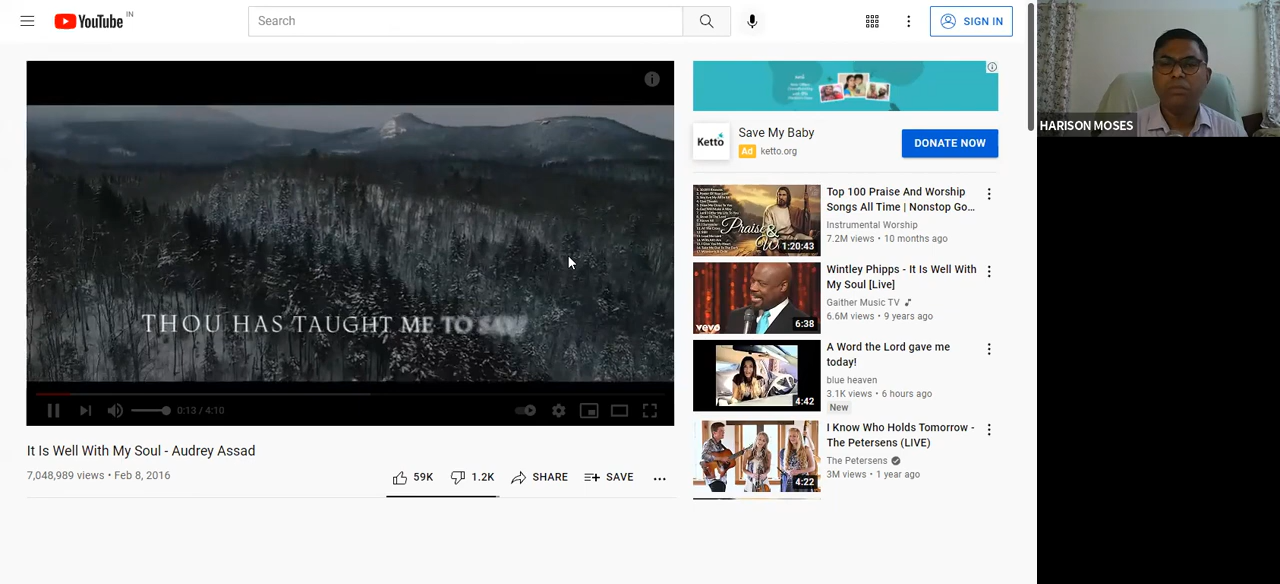 YouTube IN
Search
SIGN IN
HARISON MOSES
THOU HAS TAUGHT ME TO
0:13 / 4:10
It Is Well With My Soul - Audrey Assad
7,048,989 views • Feb 8, 2016
59K
1.2K
SHARE
SAVE
Ketto
Save My Baby
Ad ketto.org
DONATE NOW
Praise
&
1:20:43
Top 100 Praise And Worship
Songs All Time | Nonstop Go...
Instrumental Worship
7.2M views • 10 months ago
vevo
6:38
Wintley Phipps - It Is Well With
My Soul [Live]
Gaither Music TV
6.6M views • 9 years ago
4:42
A Word the Lord gave me
today!
blue heaven
3.1K views • 6 hours ago
New
4:22
I Know Who Holds Tomorrow -
The Petersens (LIVE)
The Petersens
3M views • 1 year ago